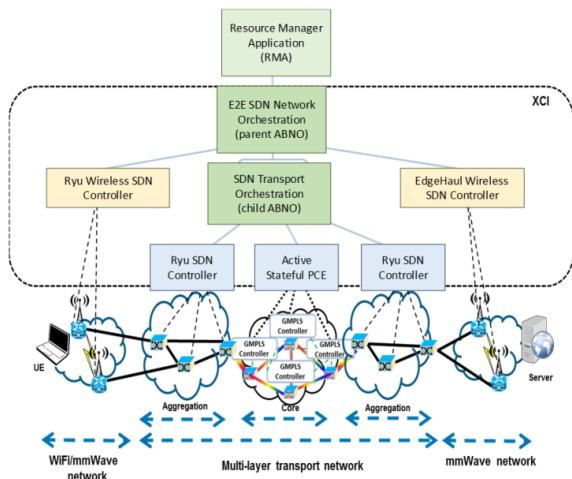 Resource Manager
Application
(RMA)
XCI
E2E SDN Network
Orchestration
(parent ABNO)
Ryu Wireless SDN
Controller
SDN Transport
Orchestration
(child ABNO)
EdgeHaul Wireless
SDN Controller
Ryu SDN
Controller
Active
Stateful PCE
Ryu SDN
Controller
GMPLS
Controller
GMPLS
Controller
GMPLS
Controller
GMPLS
Controller
UE
Server
Aggregation
Core
Aggregation
WiFi/mmWave
network
Multi-layer transport network
mmWave network